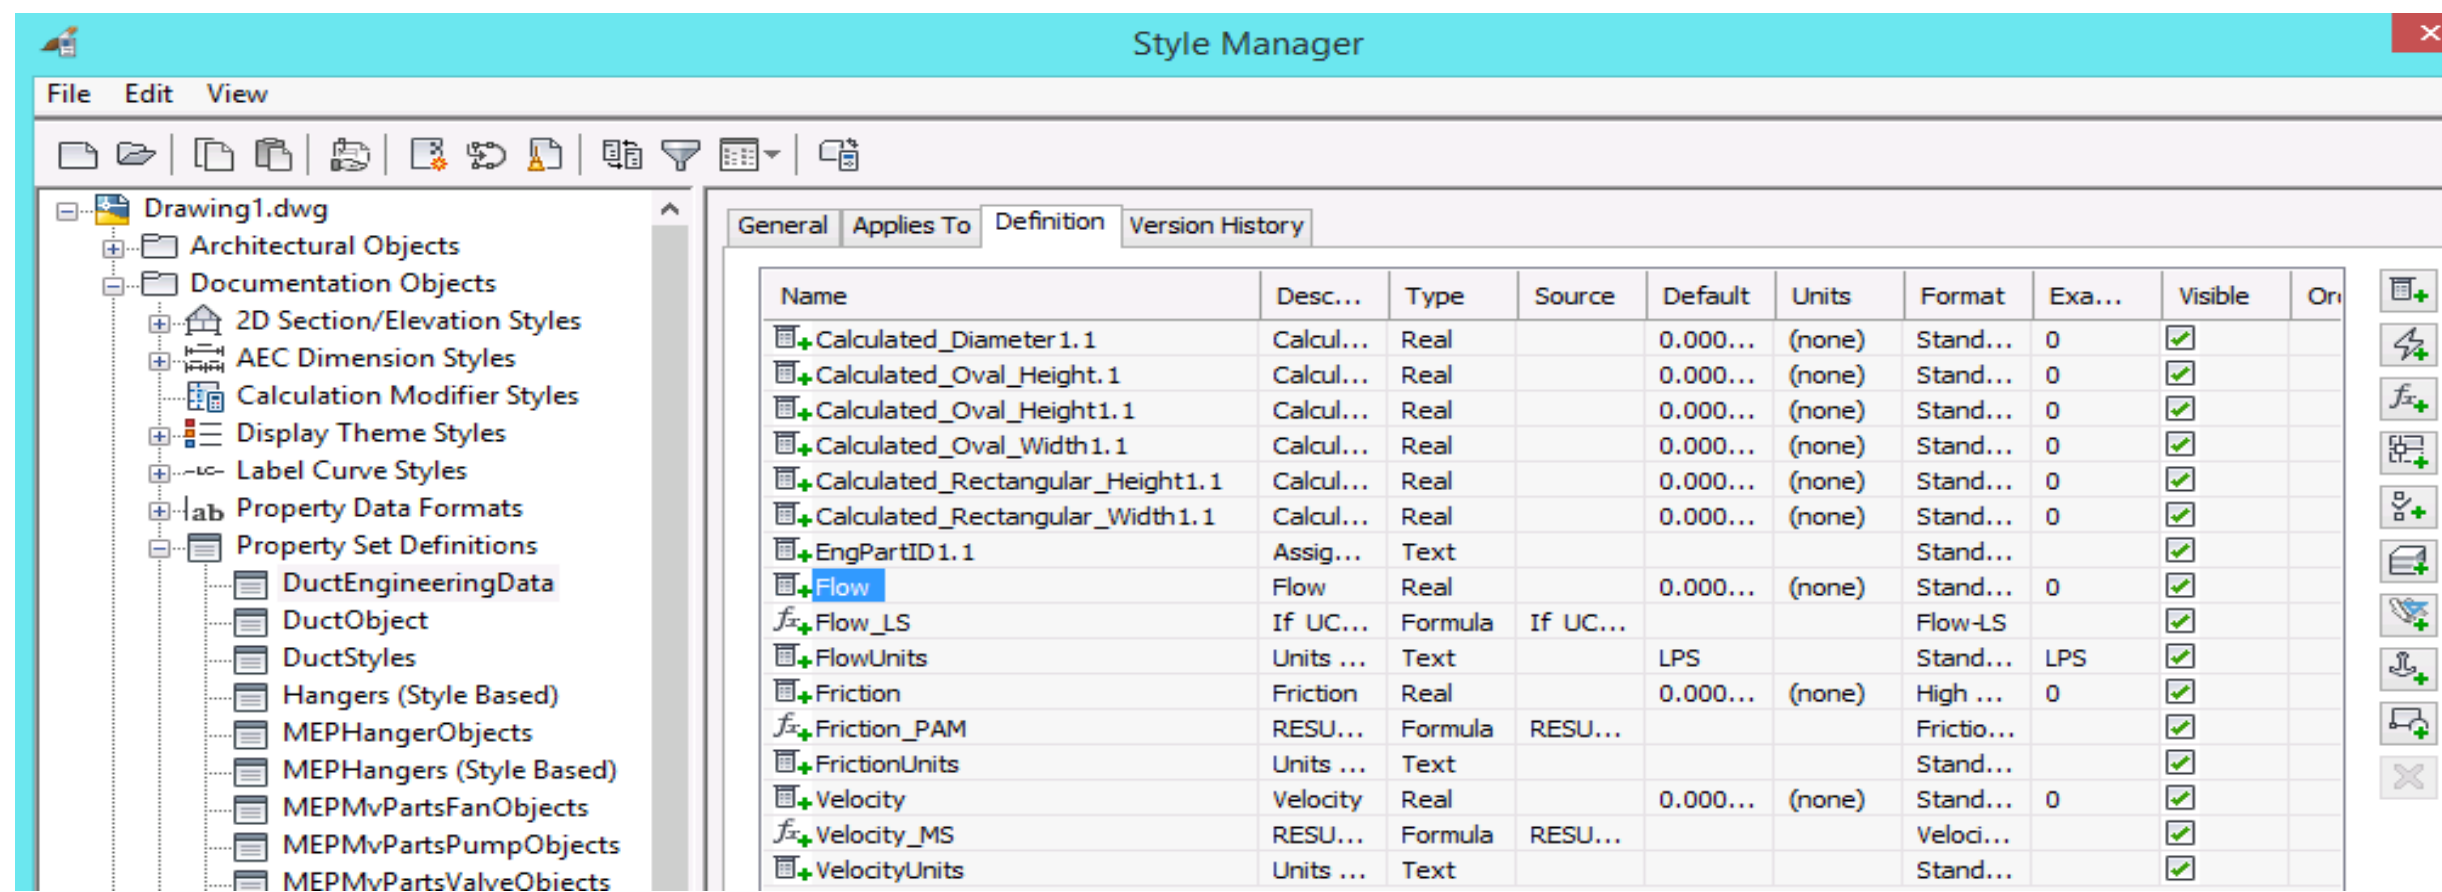 Style Manager
File Edit View
Drawing1.dwg
Architectural Objects
Documentation Objects
2D Section/Elevation Styles
AEC Dimension Styles
Calculation Modifier Styles
Display Theme Styles
Label Curve Styles
Property Data Formats
Property Set Definitions
DuctEngineeringData
DuctObject
DuctStyles
Hangers (Style Based)
MEPHangerObjects
MEPHangers (Style Based)
MEPMvPartsFanObjects
MEPMvPartsPumpObjects
MEPMvPartsValveObjects
General Applies To Definition Version History
Name Desc... Type Source Default Units Format Exa... Visible Or
Calculated_Diameter1.1 Calcul... Real 0.000... (none) Stand... 0
Calculated_Oval_Height.1 Calcul... Real 0.000... (none) Stand... 0
Calculated_Oval_Height1.1 Calcul... Real 0.000... (none) Stand... 0
Calculated_Oval_Width1.1 Calcul... Real 0.000... (none) Stand... 0
Calculated_Rectangular_Height1.1 Calcul... Real 0.000... (none) Stand... 0
Calculated_Rectangular_Width1.1 Calcul... Real 0.000... (none) Stand... 0
EngPartID1.1 Assig... Text Stand...
Flow Flow Real 0.000... (none) Stand... 0
Flow_LS If UC... Formula If UC... Flow-LS
FlowUnits Units ... Text LPS Stand... LPS
Friction Friction Real 0.000... (none) High ... 0
Friction_PAM RESU... Formula RESU... Frictio...
FrictionUnits Units ... Text Stand...
Velocity Velocity Real 0.000... (none) Stand... 0
Velocity_MS RESU... Formula RESU... Veloci...
VelocityUnits Units ... Text Stand...